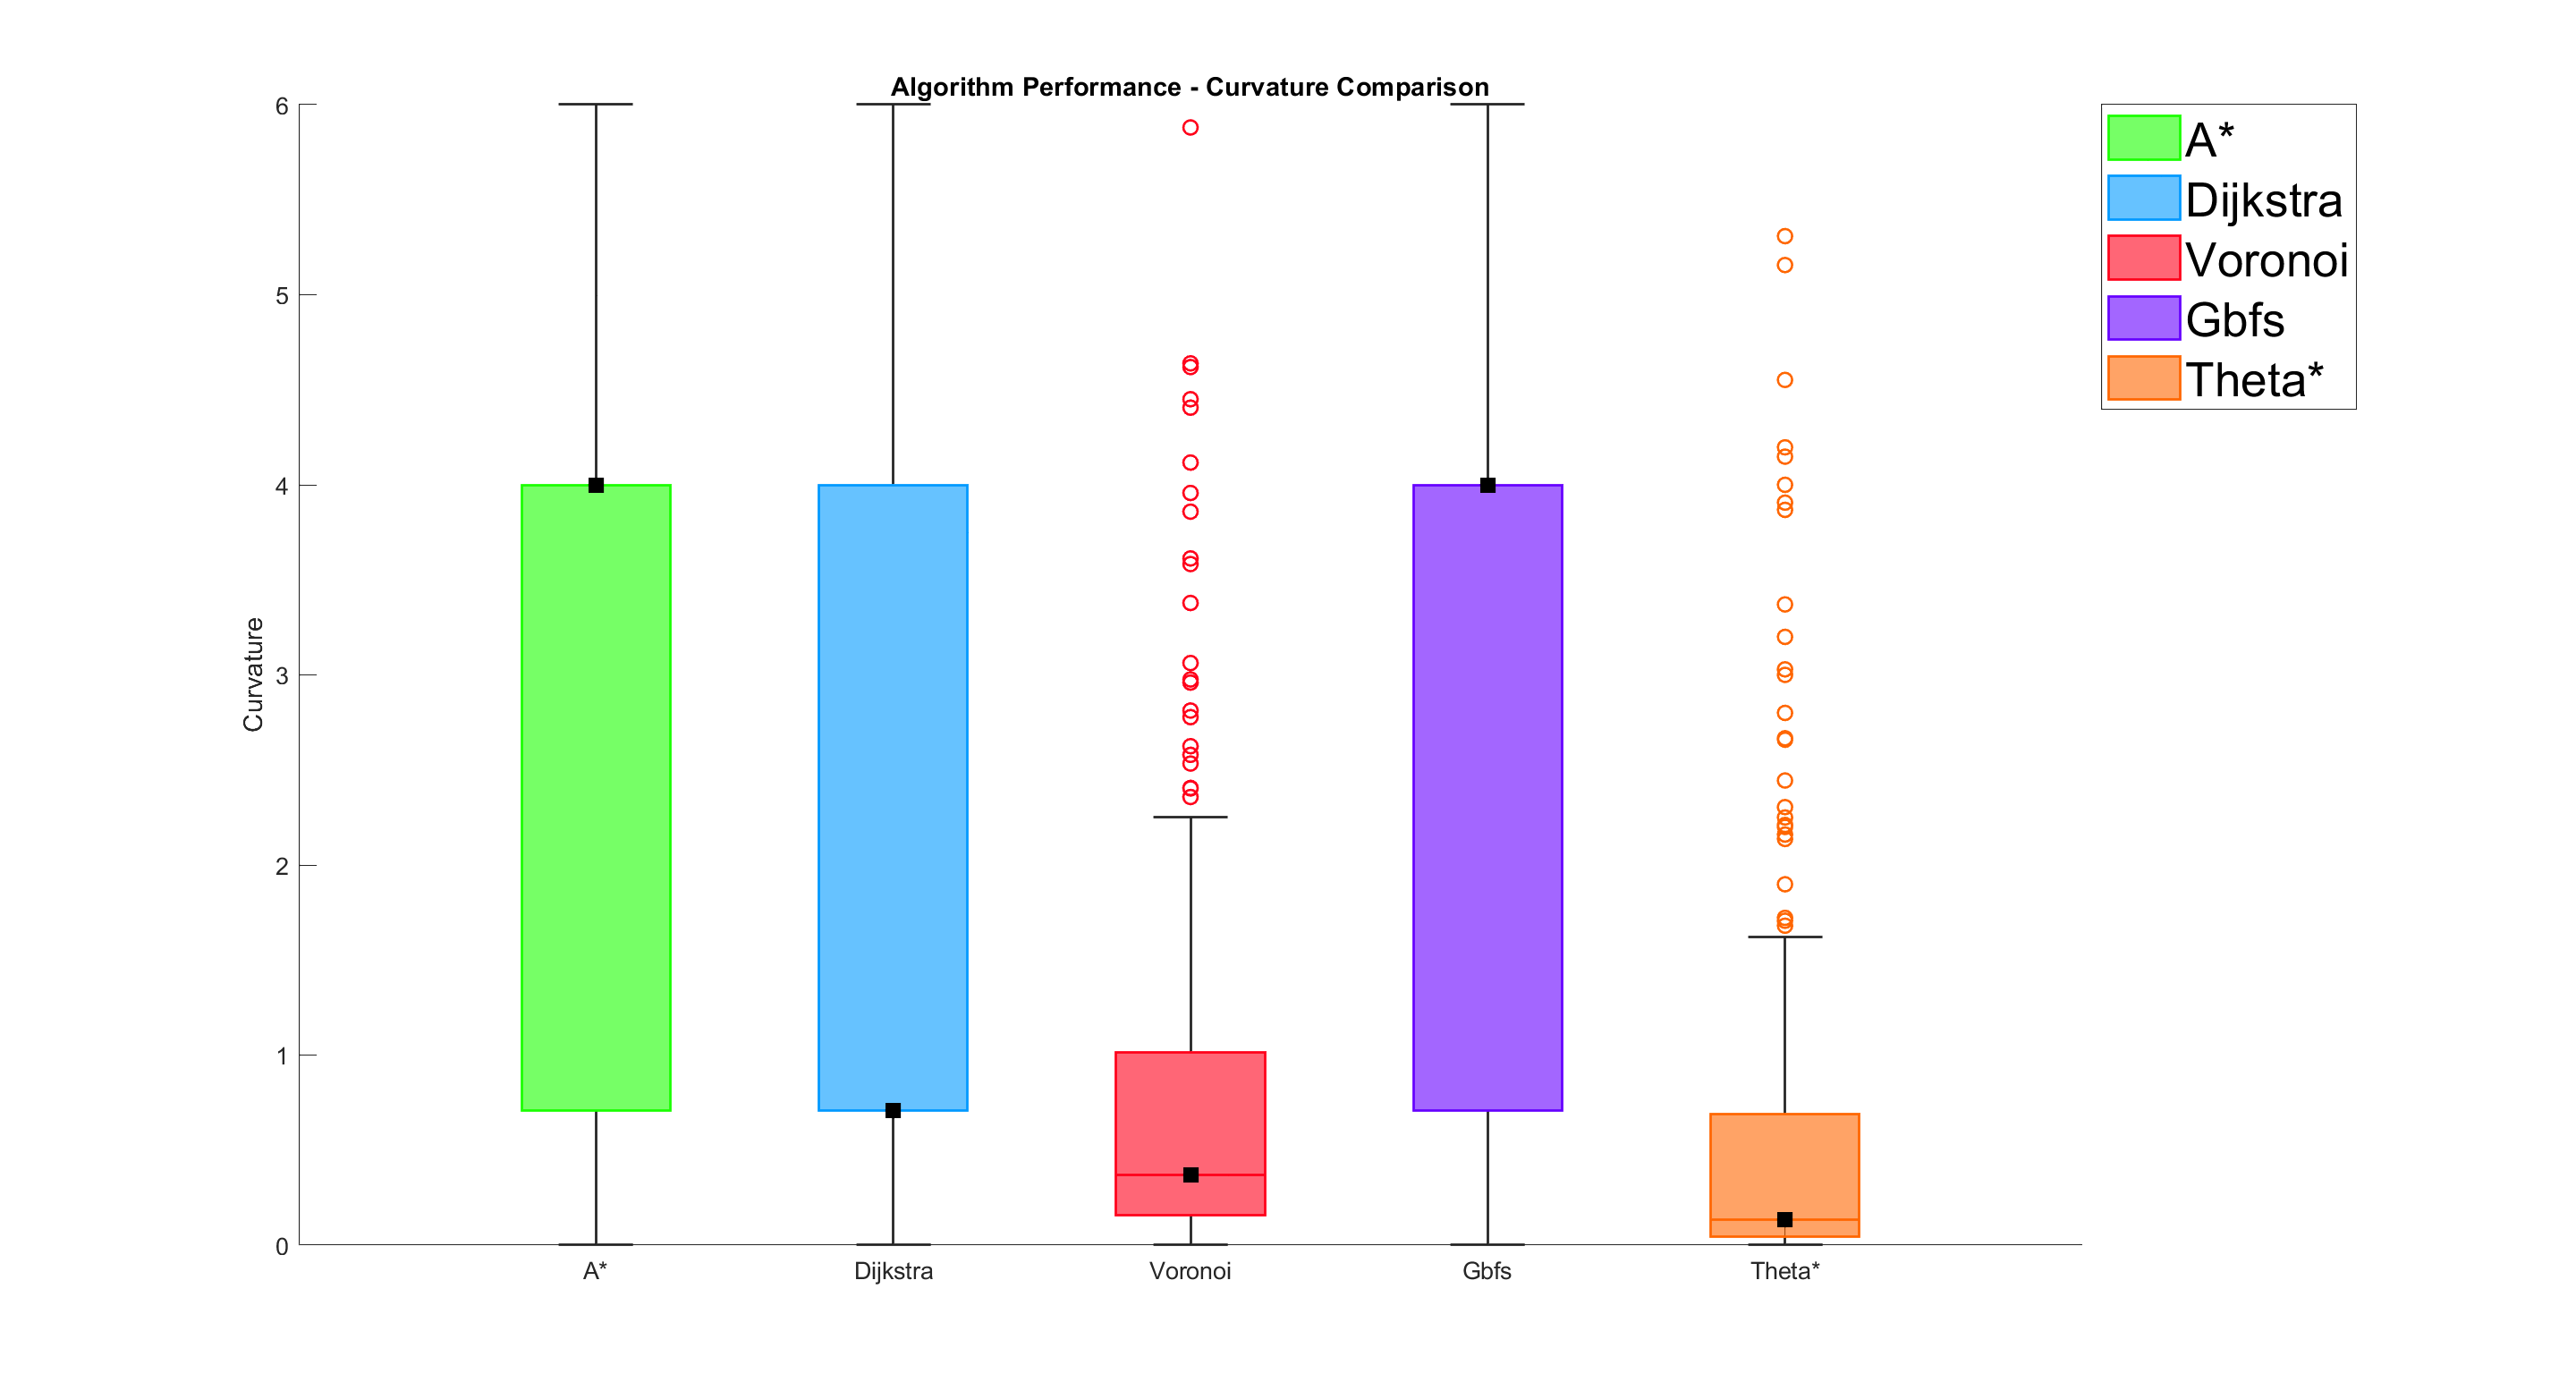 Algorithm Performance - Curvature Comparison
6
5
4
3
2
1
0
Curvature
A*
Dijkstra
Voronoi
Gbfs
Theta*
A*
Dijkstra
Voronoi
Gbfs
Theta*